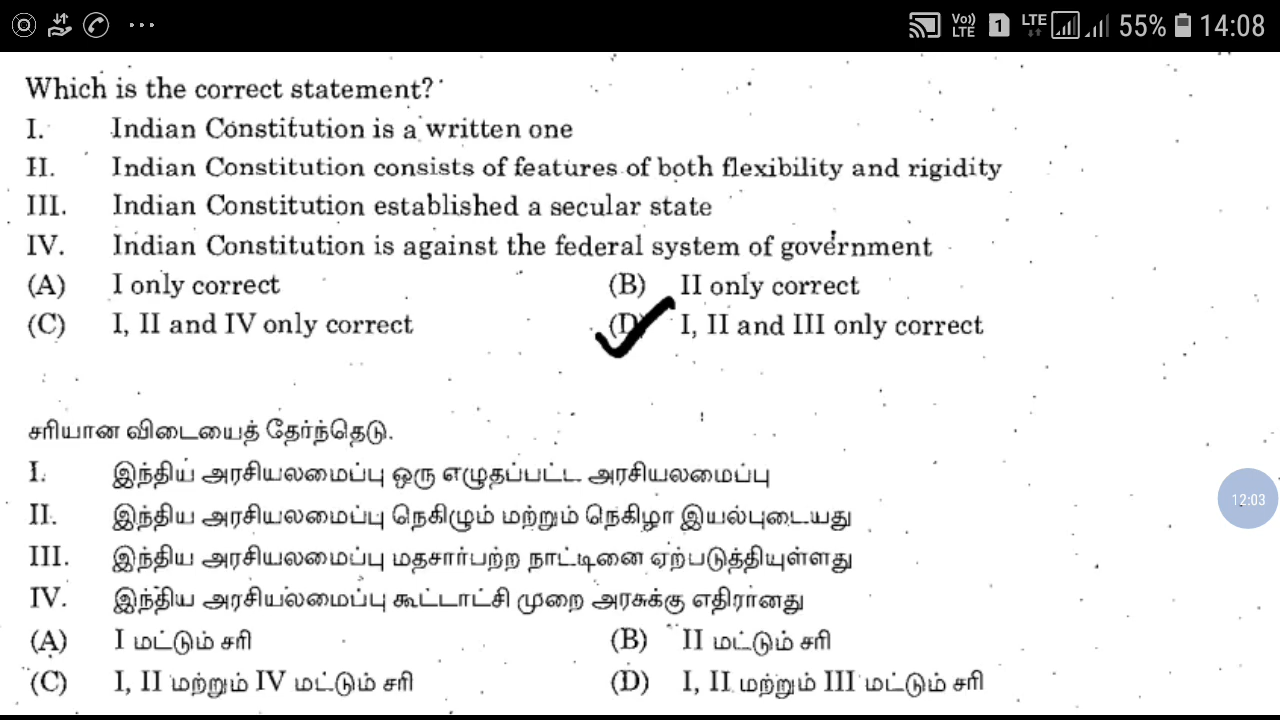 Vo)) LTE 1 LTE 55% 14:08
Which is the correct statement?
I. Indian Constitution is a written one
II. Indian Constitution consists of features of both flexibility and rigidity
III. Indian Constitution established a secular state
IV. Indian Constitution is against the federal system of government
(A) I only correct (B) II only correct
(C) I, II and IV only correct (D) I, II and III only correct
சரியான விடையைத் தேர்ந்தெடு.
I. இந்திய அரசியலமைப்பு ஒரு எழுதப்பட்ட அரசியலமைப்பு
II. இந்திய அரசியலமைப்பு நெகிழும் மற்றும் நெகிழா இயல்புடையது
III. இந்திய அரசியலமைப்பு மதசார்பற்ற நாட்டினை ஏற்படுத்தியுள்ளது
12:03
IV. இந்திய அரசியலமைப்பு கூட்டாட்சி முறை அரசுக்கு எதிரானது
(A) I மட்டும் சரி (B) II மட்டும் சரி
(C) I, II மற்றும் IV மட்டும் சரி (D) I, II மற்றும் III மட்டும் சரி